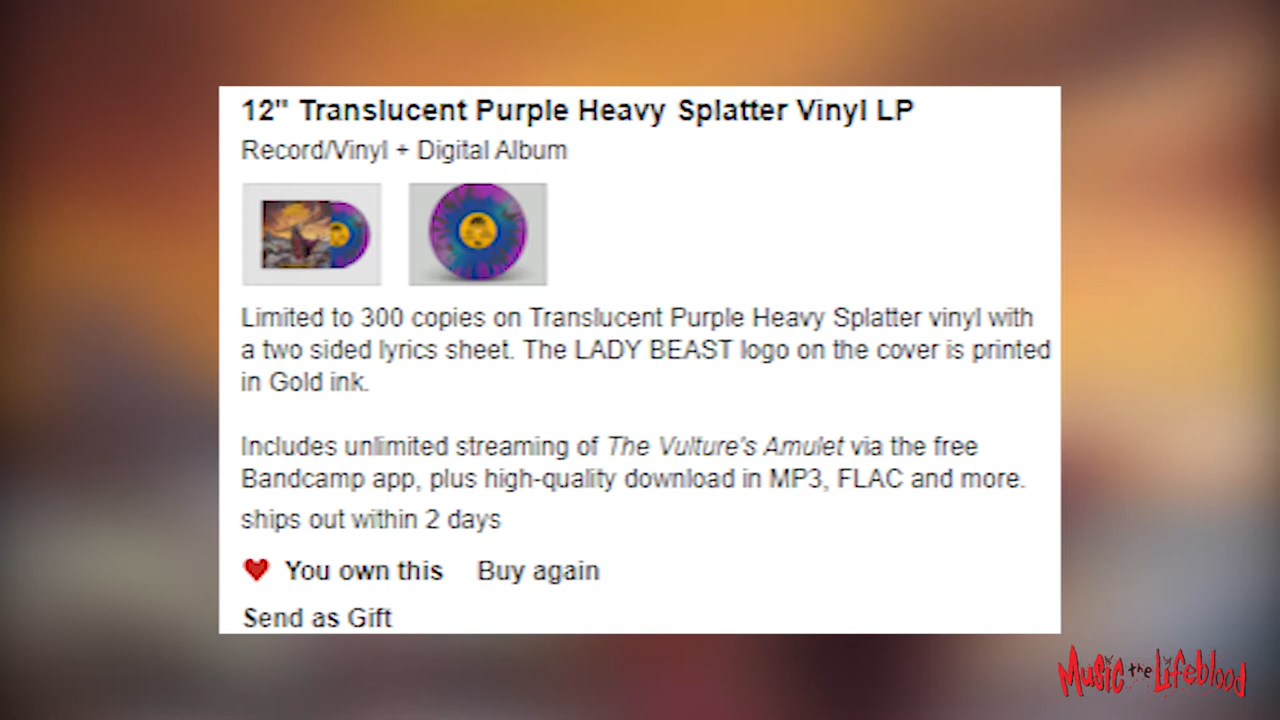 12" Translucent Purple Heavy Splatter Vinyl LP
Record/Vinyl + Digital Album
Limited to 300 copies on Translucent Purple Heavy Splatter vinyl with
a two sided lyrics sheet. The LADY BEAST logo on the cover is printed
in Gold ink.
Includes unlimited streaming of The Vulture's Amulet via the free
Bandcamp app, plus high-quality download in MP3, FLAC and more.
ships out within 2 days
You own this Buy again
Send as Gift
Music the Lifeblood